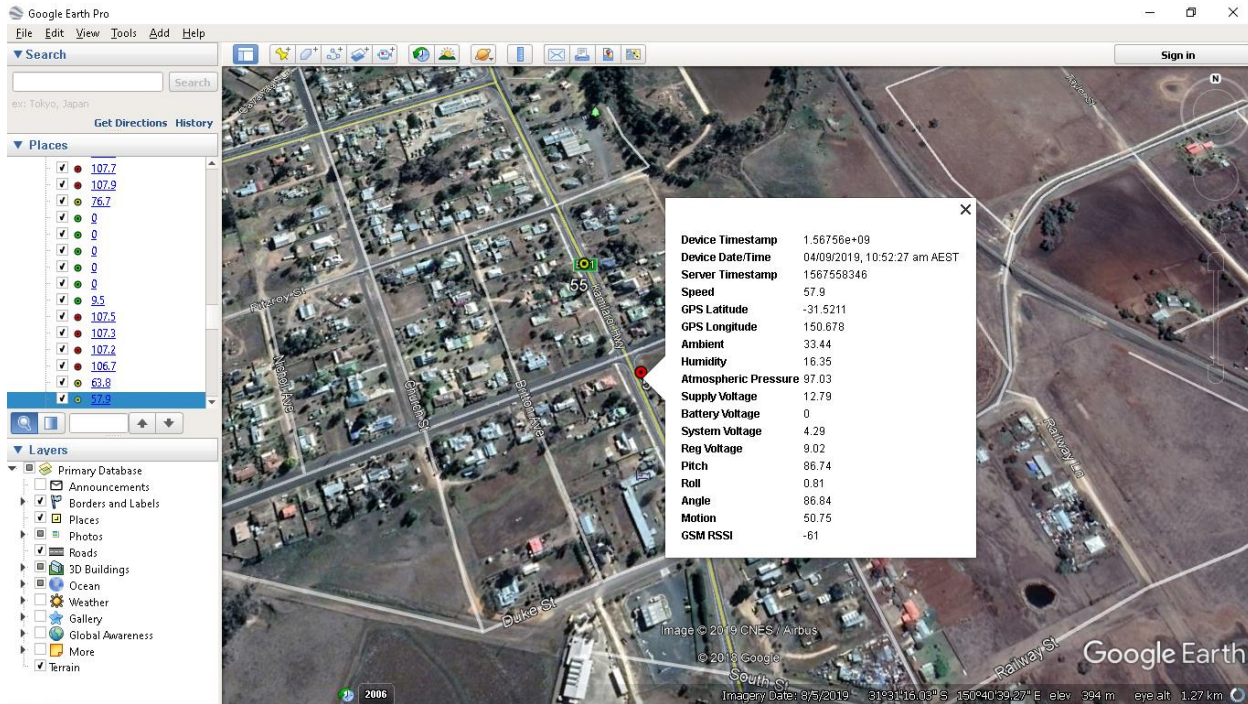 Google Earth Pro
File Edit View Tools Add Help
Search
Sign in
Search
ex: Tokyo, Japan
Get Directions History
Places
107.7
107.9
76.7
0
0
0
0
0
9.5
107.5
107.3
107.2
106.7
63.8
57.9
Layers
Primary Database
Announcements
Borders and Labels
Places
Photos
Roads
3D Buildings
Ocean
Weather
Gallery
Global Awareness
More
Terrain
N
55
Kamilaroi Hwy
Fitzroy St
Nicholl Ave
Church St
Britton Ave
Duke St
South St
Railway Ln
Railway St
Device Timestamp 1.56756e+09
Device Date/Time 04/09/2019, 10:52:27 am AEST
Server Timestamp 1567558346
Speed 57.9
GPS Latitude -31.5211
GPS Longitude 150.678
Ambient 33.44
Humidity 16.35
Atmospheric Pressure 97.03
Supply Voltage 12.79
Battery Voltage 0
System Voltage 4.29
Reg Voltage 9.02
Pitch 86.74
Roll 0.81
Angle 86.84
Motion 50.75
GSM RSSI -61
Image © 2019 CNES / Airbus
© 2018 Google
Google Earth
2006
Imagery Date: 8/5/2019 31°31'16.03" S 150°40'39.27" E elev 394 m eye alt 1.27 km